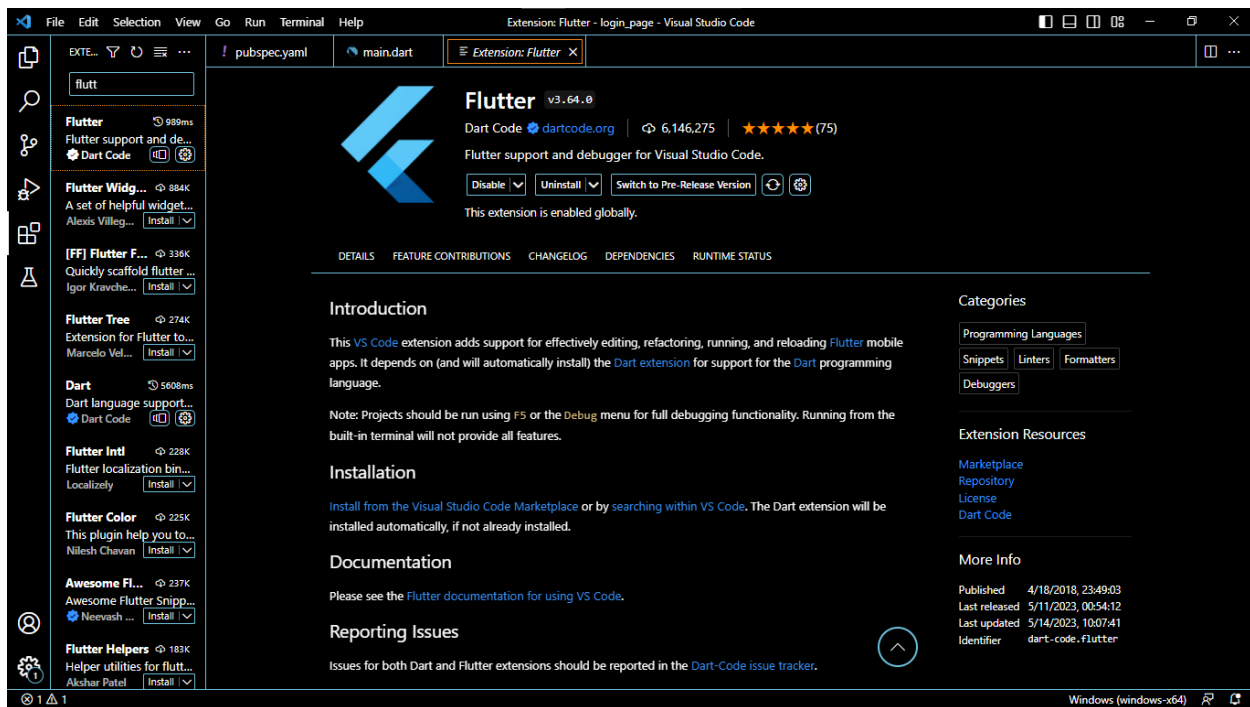 File Edit Selection View Go Run Terminal Help
Extension: Flutter - login_page - Visual Studio Code
EXTE...
! pubspec.yaml
main.dart
Extension: Flutter
flutt
Flutter 989ms
Flutter support and de...
Dart Code
Flutter Widg... 884K
A set of helpful widget...
Alexis Villeg... Install
[FF] Flutter F... 336K
Quickly scaffold flutter ...
Igor Kravche... Install
Flutter Tree 274K
Extension for Flutter to...
Marcelo Vel... Install
Dart 5608ms
Dart language support...
Dart Code
Flutter Intl 228K
Flutter localization bin...
Localizely Install
Flutter Color 225K
This plugin help you to...
Nilesh Chavan Install
Awesome Fl... 237K
Awesome Flutter Snipp...
Neevash ... Install
Flutter Helpers 183K
Helper utilities for flutt...
Akshar Patel Install
Flutter v3.64.0
Dart Code dartcode.org 6,146,275 (75)
Flutter support and debugger for Visual Studio Code.
Disable Uninstall Switch to Pre-Release Version
This extension is enabled globally.
DETAILS FEATURE CONTRIBUTIONS CHANGELOG DEPENDENCIES RUNTIME STATUS
Introduction
This VS Code extension adds support for effectively editing, refactoring, running, and reloading Flutter mobile
apps. It depends on (and will automatically install) the Dart extension for support for the Dart programming
language.
Note: Projects should be run using F5 or the Debug menu for full debugging functionality. Running from the
built-in terminal will not provide all features.
Installation
Install from the Visual Studio Code Marketplace or by searching within VS Code. The Dart extension will be
installed automatically, if not already installed.
Documentation
Please see the Flutter documentation for using VS Code.
Reporting Issues
Issues for both Dart and Flutter extensions should be reported in the Dart-Code issue tracker.
Categories
Programming Languages
Snippets Linters Formatters
Debuggers
Extension Resources
Marketplace
Repository
License
Dart Code
More Info
Published 4/18/2018, 23:49:03
Last released 5/11/2023, 00:54:12
Last updated 5/14/2023, 10:07:41
Identifier dart-code.flutter
1
1 1
Windows (windows-x64)